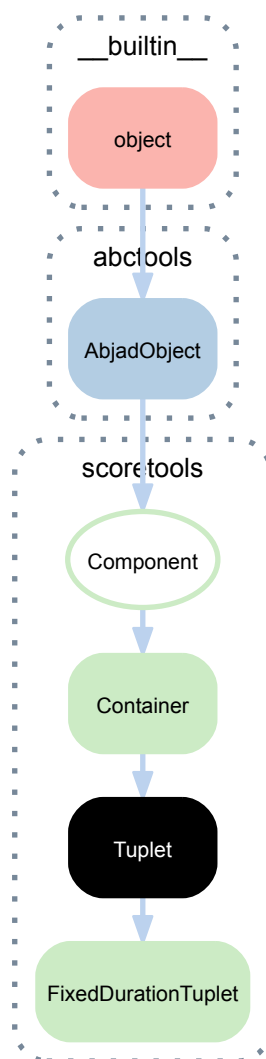 __builtin__
object
abctools
AbjadObject
scoretools
Component
Container
Tuplet
FixedDurationTuplet